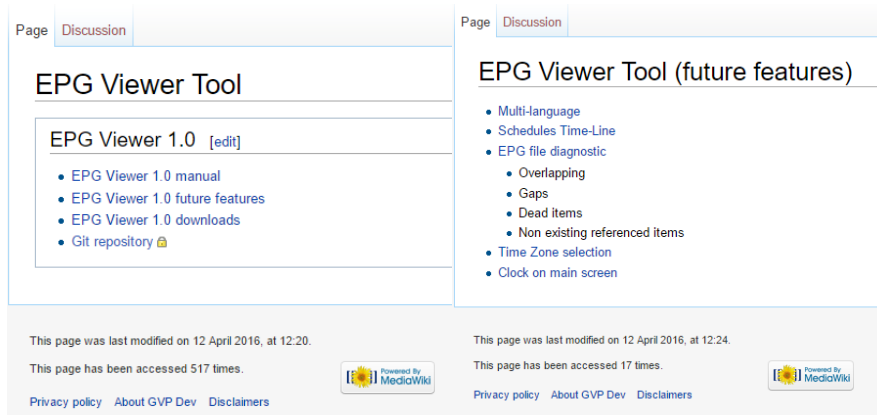 Page Discussion
EPG Viewer Tool
EPG Viewer 1.0 [edit]
EPG Viewer 1.0 manual
EPG Viewer 1.0 future features
EPG Viewer 1.0 downloads
Git repository
This page was last modified on 12 April 2016, at 12:20.
This page has been accessed 517 times.
Powered By
MediaWiki
Privacy policy About GVP Dev Disclaimers
Page Discussion
EPG Viewer Tool (future features)
Multi-language
Schedules Time-Line
EPG file diagnostic
Overlapping
Gaps
Dead items
Non existing referenced items
Time Zone selection
Clock on main screen
This page was last modified on 12 April 2016, at 12:24.
This page has been accessed 17 times.
Powered By
MediaWiki
Privacy policy About GVP Dev Disclaimers